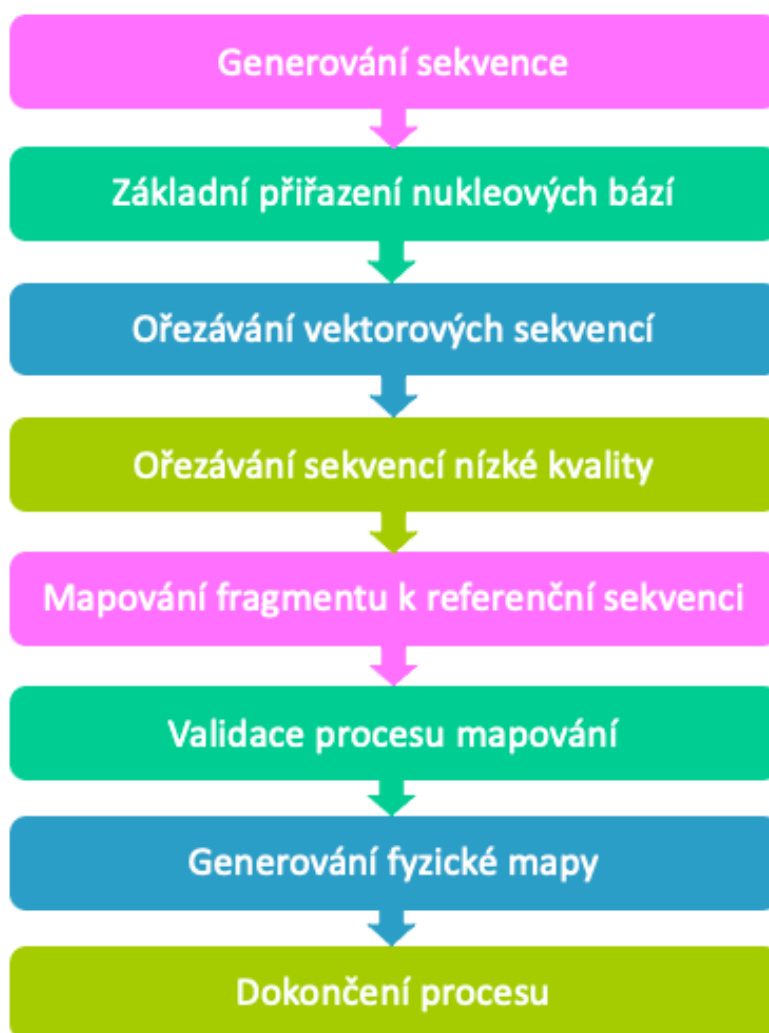 Generování sekvence
Základní přiřazení nukleových bází
Ořezávání vektorových sekvencí
Ořezávání sekvencí nízké kvality
Mapování fragmentu k referenční sekvenci
Validace procesu mapování
Generování fyzické mapy
Dokončení procesu